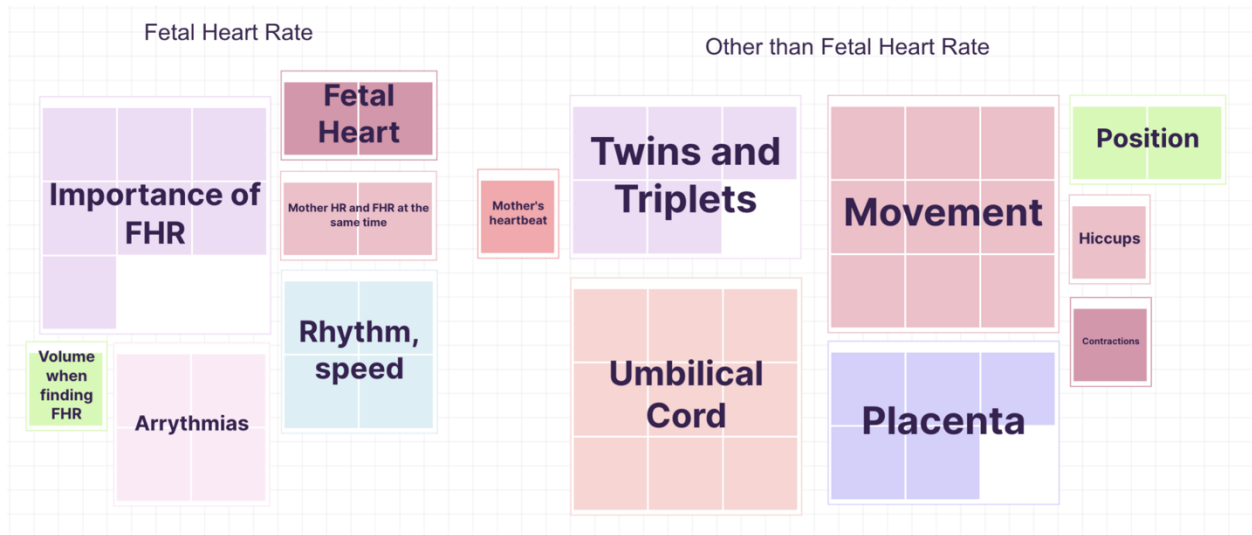 Fetal Heart Rate
Other than Fetal Heart Rate
Importance of
FHR
Fetal
Heart
Mother HR and FHR at the
same time
Rhythm,
speed
Volume
when
finding
FHR
Arrythmias
Mother's
heartbeat
Twins and
Triplets
Umbilical
Cord
Movement
Placenta
Position
Hiccups
Contractions